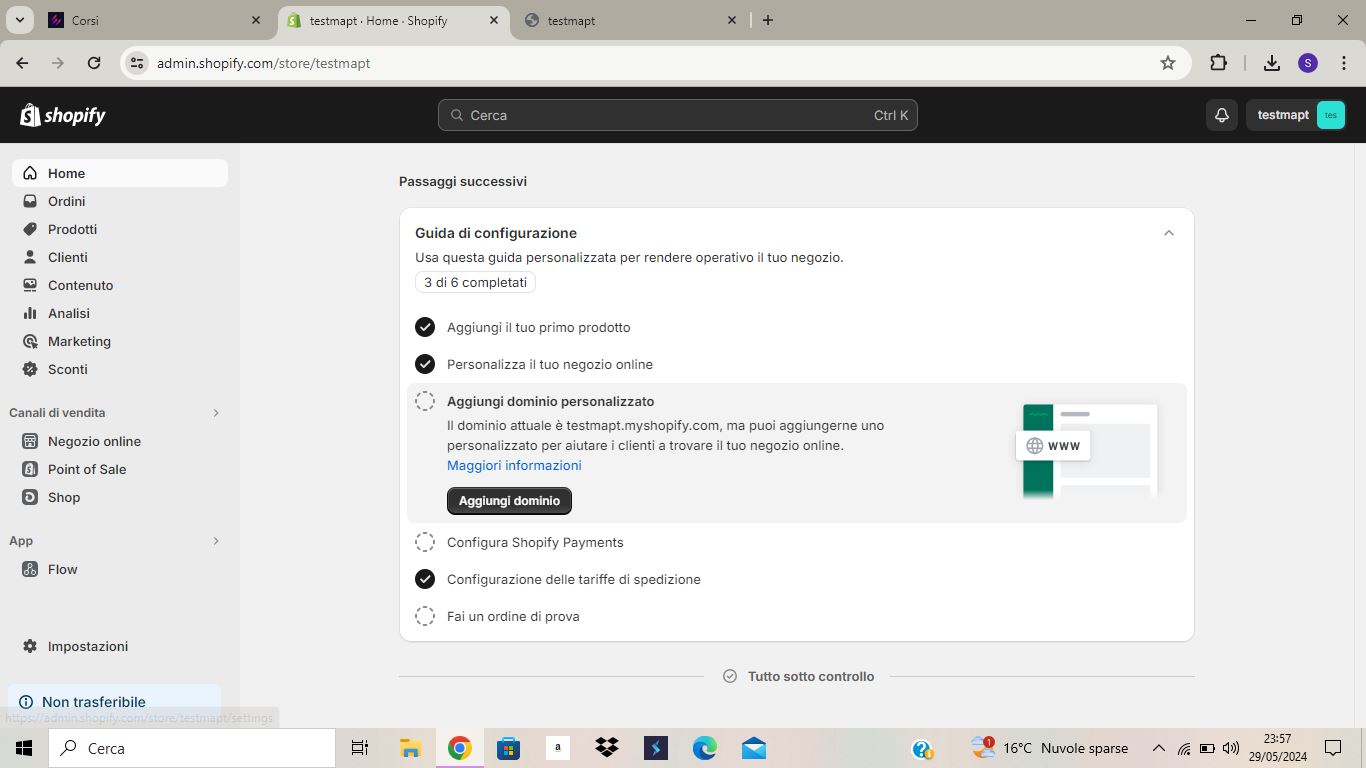 Corsi
testmapt · Home · Shopify
testmapt
admin.shopify.com/store/testmapt
S
shopify
Cerca
Ctrl K
testmapt
tes
Home
Ordini
Prodotti
Clienti
Contenuto
Analisi
Marketing
Sconti
Canali di vendita
Negozio online
Point of Sale
Shop
App
Flow
Impostazioni
Non trasferibile
https://admin.shopify.com/store/testmapt/settings
Passaggi successivi
Guida di configurazione
Usa questa guida personalizzata per rendere operativo il tuo negozio.
3 di 6 completati
Aggiungi il tuo primo prodotto
Personalizza il tuo negozio online
Aggiungi dominio personalizzato
Il dominio attuale è testmapt.myshopify.com, ma puoi aggiungerne uno
personalizzato per aiutare i clienti a trovare il tuo negozio online.
Maggiori informazioni
Aggiungi dominio
www
Configura Shopify Payments
Configurazione delle tariffe di spedizione
Fai un ordine di prova
Tutto sotto controllo
Cerca
a
1
16°C Nuvole sparse
23:57
29/05/2024